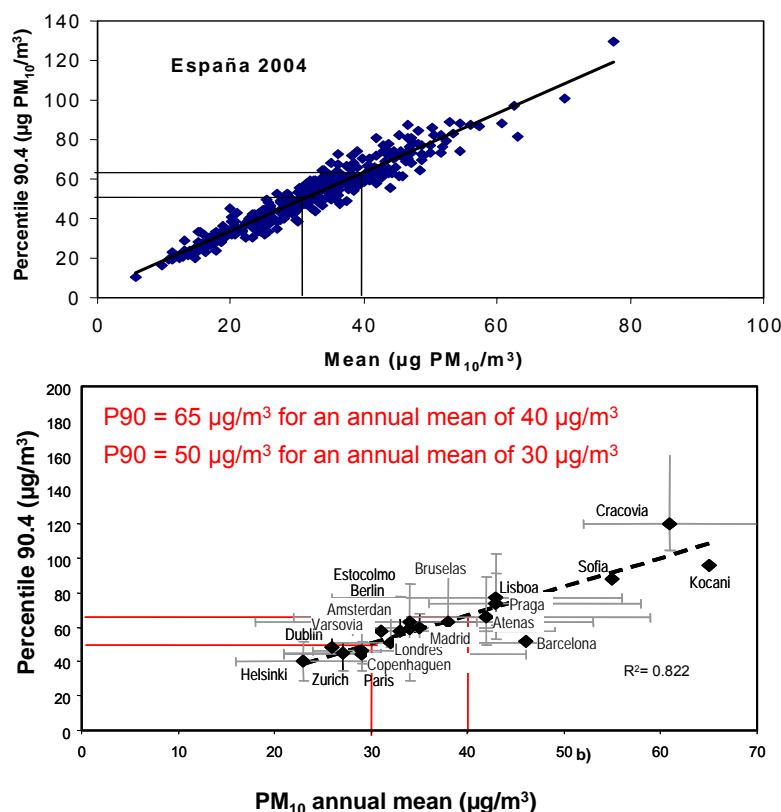 140
120
100
80
60
40
20
0
Percentile 90.4 (µg PM10/m³)
España 2004
0 20 40 60 80 100
Mean (µg PM10/m³)
200
180
160
140
120
100
80
60
40
20
0
Percentile 90.4 (µg/m³)
P90 = 65 µg/m³ for an annual mean of 40 µg/m³
P90 = 50 µg/m³ for an annual mean of 30 µg/m³
Cracovia
Bruselas
Sofia
Kocani
Estocolmo
Berlin
Lisboa
Amsterdan
Praga
Varsovia
Atenas
Dublin
Madrid
Barcelona
Londres
Copenhaguen
Helsinki
Zurich
Paris
R²= 0.822
b)
0 10 20 30 40 50 60 70
PM10 annual mean (µg/m³)